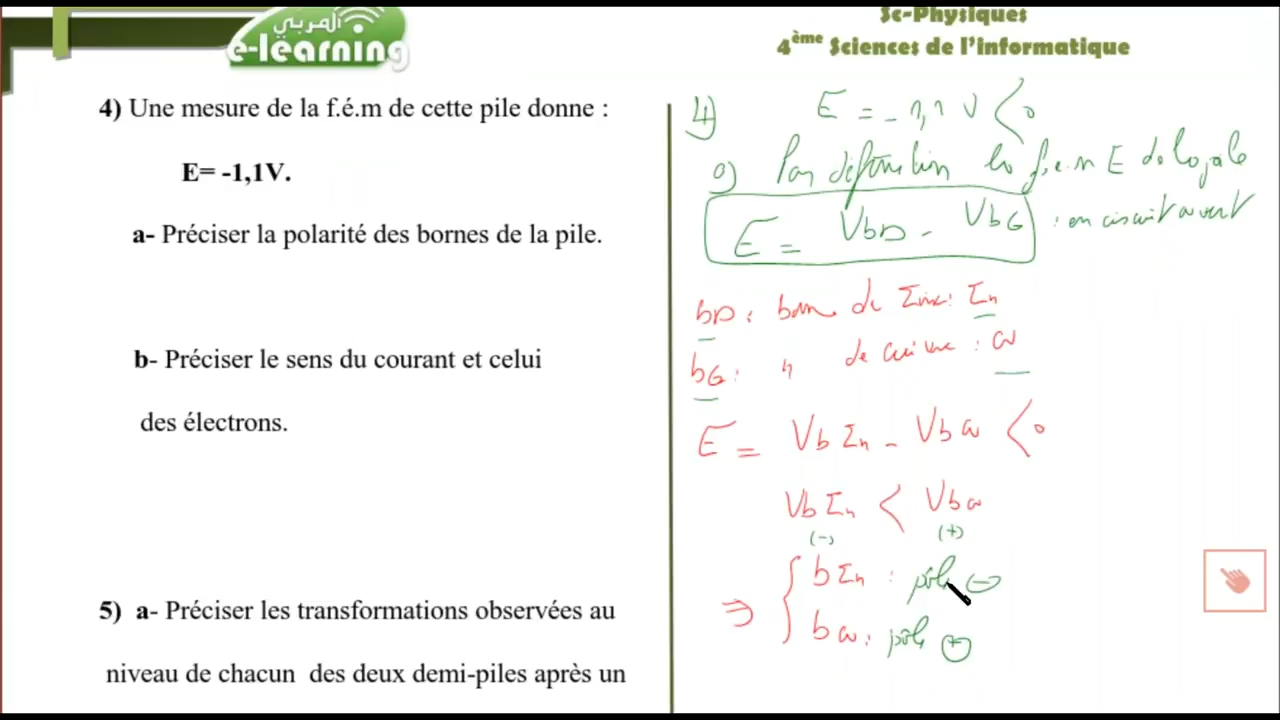 العربي
e-learning
Sc-Physiques
4ème Sciences de l'informatique
4) Une mesure de la f.é.m de cette pile donne :
E= -1,1V.
a- Préciser la polarité des bornes de la pile.
b- Préciser le sens du courant et celui
des électrons.
5) a- Préciser les transformations observées au
niveau de chacun des deux demi-piles après un
4) E = -1,1 V < 0
a) Par définition la f.e.m E de la pile
E = VbD - VbG : en circuit ouvert
bD : borne de Zinc : Zn
bG : " de cuivre : Cu
E = VbZn - VbCu < 0
VbZn < VbCu
(-) (+)
⇒ { bZn : pôle ⊖
bCu : pôle ⊕